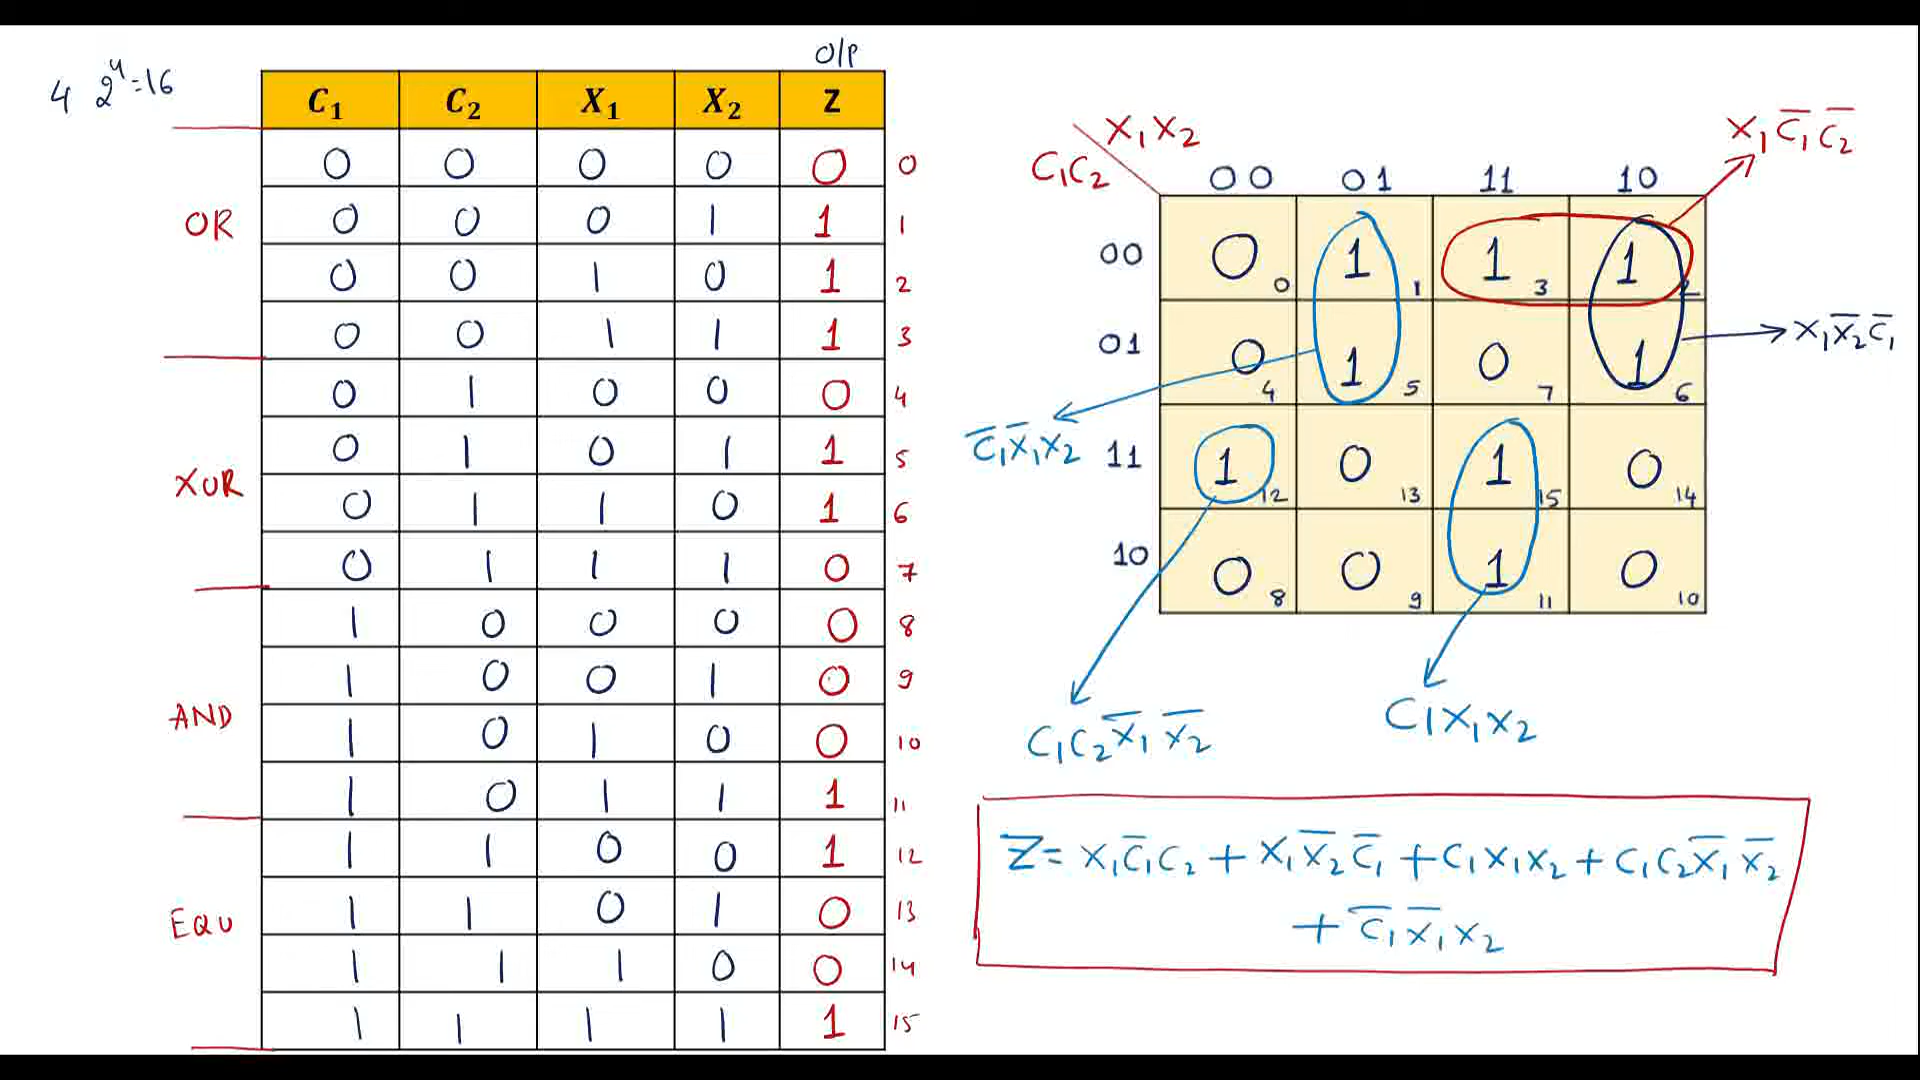 4 2⁴=16
O/P
C₁ C₂ X₁ X₂ Z
OR
0 0 0 0 0 0
0 0 0 1 1 1
0 0 1 0 1 2
0 0 1 1 1 3
XOR
0 1 0 0 0 4
0 1 0 1 1 5
0 1 1 0 1 6
0 1 1 1 0 7
AND
1 0 0 0 0 8
1 0 0 1 0 9
1 0 1 0 0 10
1 0 1 1 1 11
EQU
1 1 0 0 1 12
1 1 0 1 0 13
1 1 1 0 0 14
1 1 1 1 1 15
X₁X₂
C₁C₂
00 01 11 10
00 0 0 1 1 1 3 1 2
01 0 4 1 5 0 7 1 6
11 1 12 0 13 1 15 0 14
10 0 8 0 9 1 11 0 10
X₁C̅₁C̅₂
X₁X̅₂C̅₁
C̅₁X̅₁X₂
C₁C₂X̅₁X̅₂
C₁X₁X₂
Z= X₁C̅₁C₂ + X₁X̅₂C̅₁ + C₁X₁X₂ + C₁C₂X̅₁X̅₂
+ C̅₁X̅₁X₂